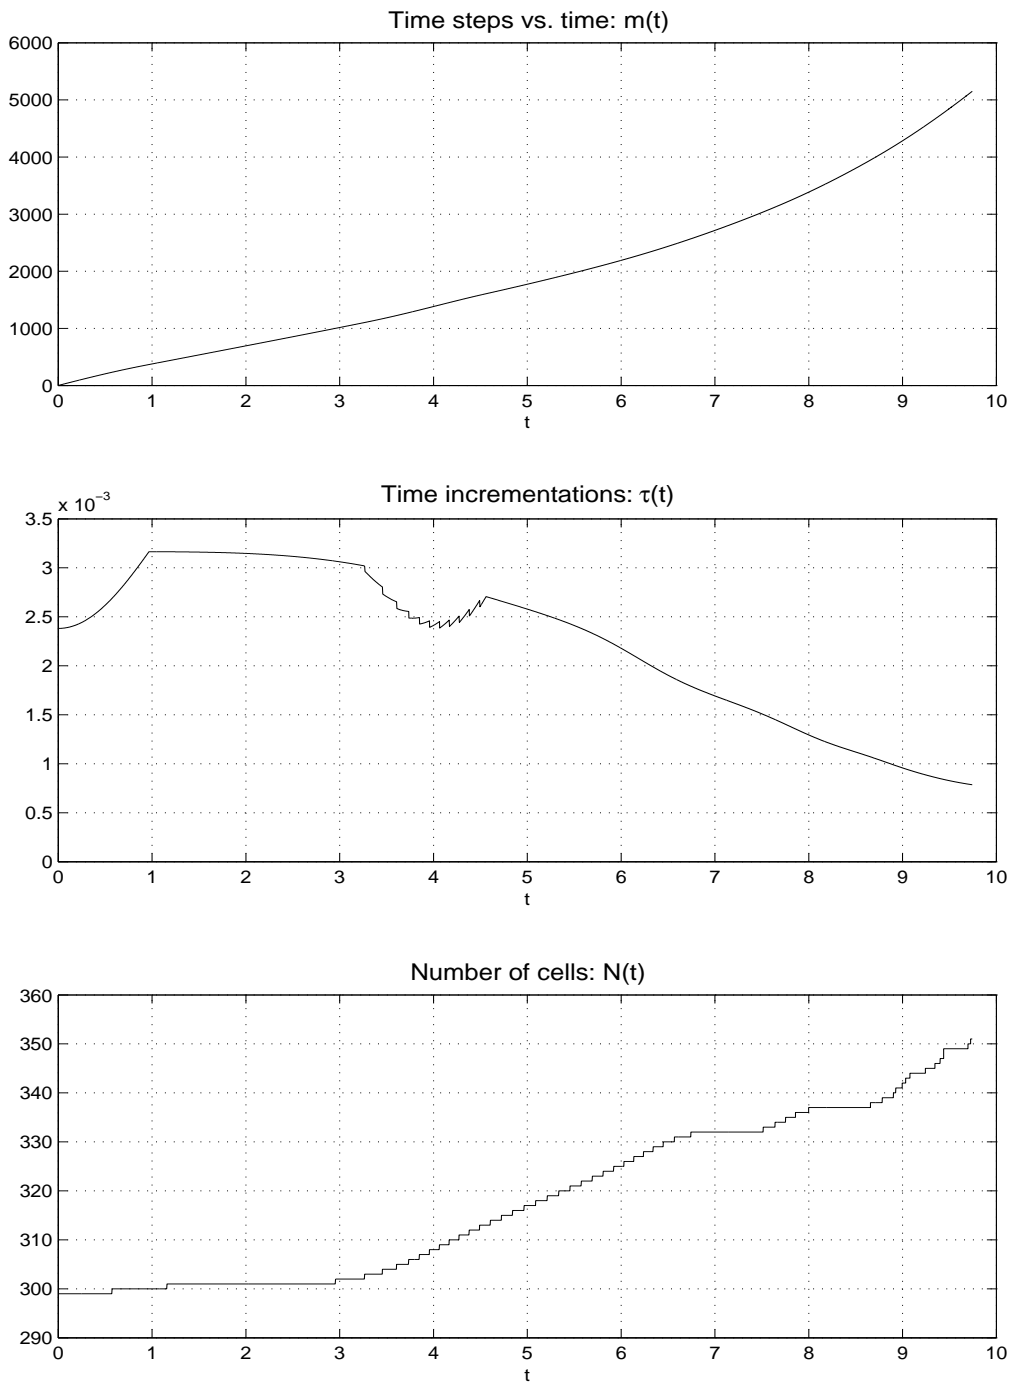 Time steps vs. time: m(t)
6000
5000
4000
3000
2000
1000
0
0 1 2 3 4 5 6 7 8 9 10
t
Time incrementations: τ(t)
x 10⁻³
3.5
3
2.5
2
1.5
1
0.5
0
0 1 2 3 4 5 6 7 8 9 10
t
Number of cells: N(t)
360
350
340
330
320
310
300
290
0 1 2 3 4 5 6 7 8 9 10
t